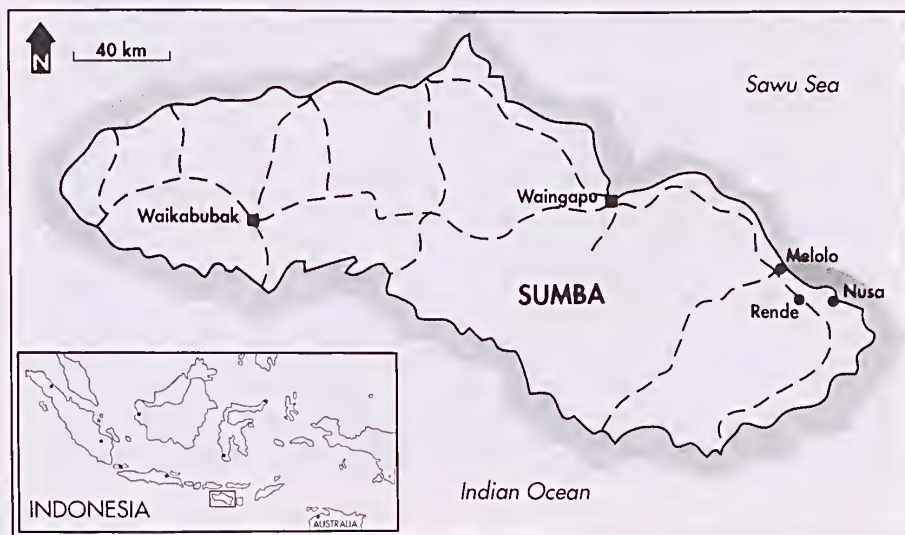 N
40 km
Sawu Sea
Waingapu
Waikabubak
Melolo
SUMBA
Nusa
Rende
Indian Ocean
INDONESIA
AUSTRALIA